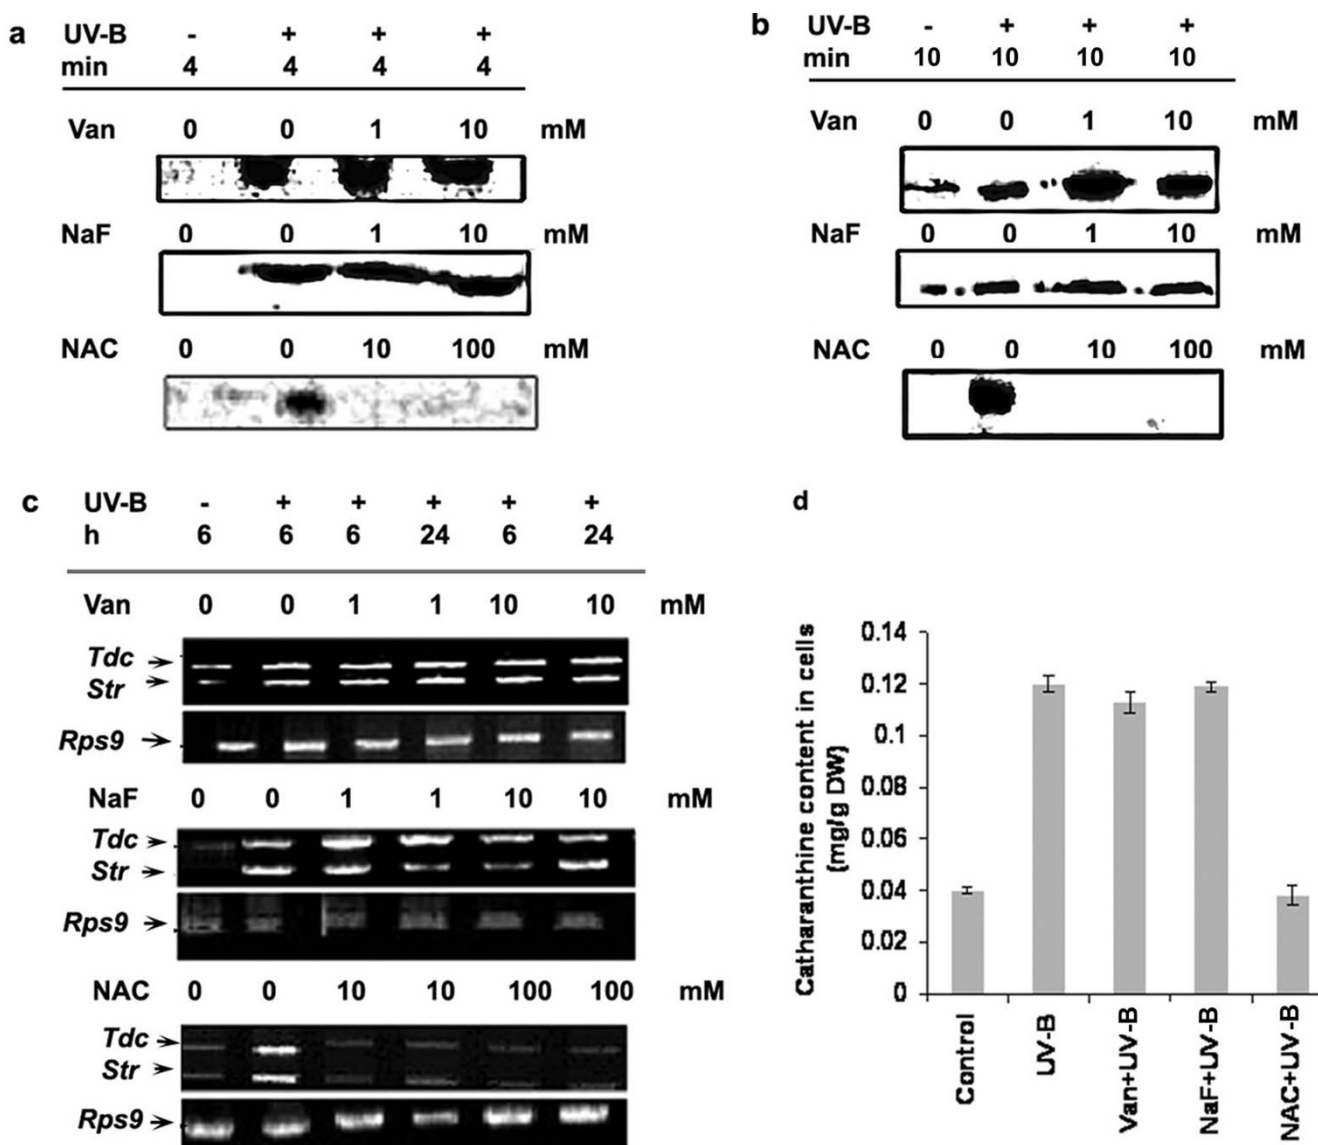 a
UV-B - + + +
min 4 4 4 4
Van 0 0 1 10 mM
NaF 0 0 1 10 mM
NAC 0 0 10 100 mM
b
UV-B - + + +
min 10 10 10 10
Van 0 0 1 10 mM
NaF 0 0 1 10 mM
NAC 0 0 10 100 mM
c
UV-B - + + + + +
h 6 6 6 24 6 24
Van 0 0 1 1 10 10 mM
Tdc
Str
Rps9
NaF 0 0 1 1 10 10 mM
Tdc
Str
Rps9
NAC 0 0 10 10 100 100 mM
Tdc
Str
Rps9
d
Catharanthine content in cells
(mg/g DW)
0.14
0.12
0.1
0.08
0.06
0.04
0.02
0
Control
UV-B
Van+UV-B
NaF+UV-B
NAC+UV-B